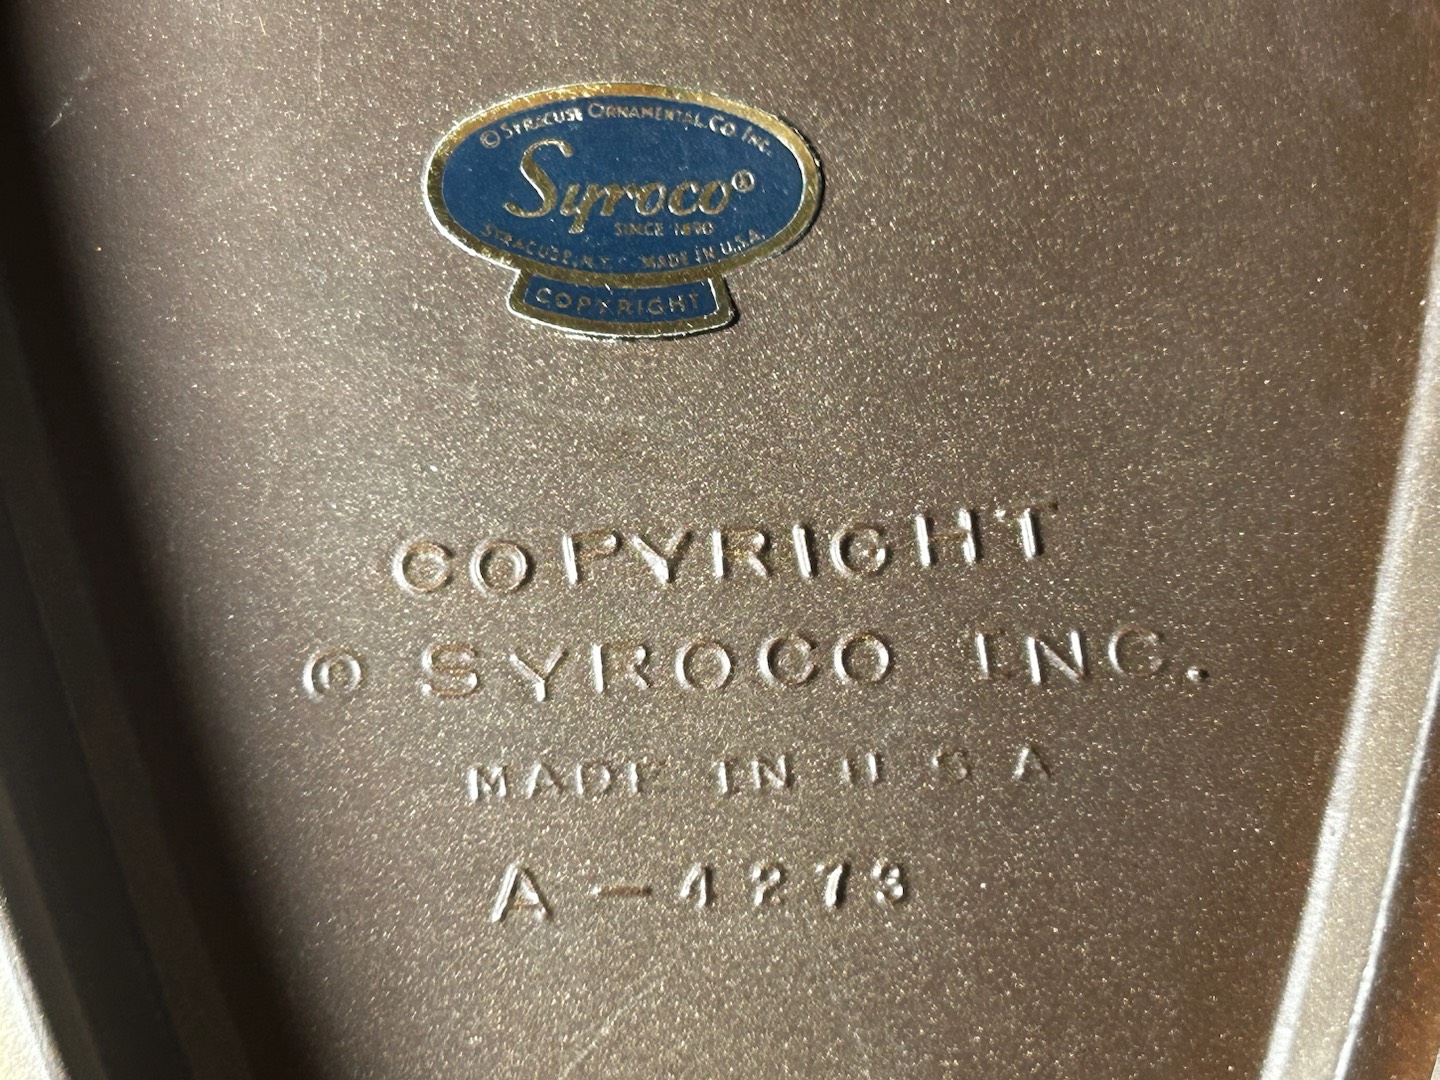 © SYRACUSE ORNAMENTAL CO. INC.
Syroco®
SINCE 1890
SYRACUSE, N.Y. · MADE IN U.S.A.
COPYRIGHT
COPYRIGHT
© SYROCO INC.
MADE IN U S A
A-4273